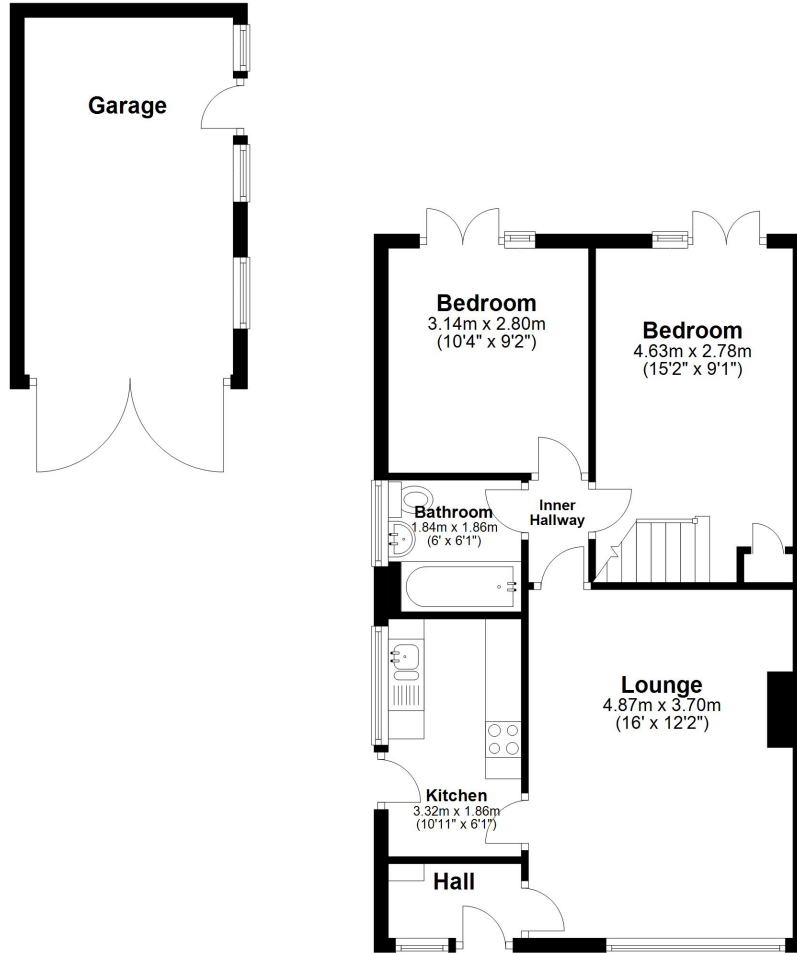 Garage
Bedroom
3.14m x 2.80m
(10'4" x 9'2")
Bedroom
4.63m x 2.78m
(15'2" x 9'1")
Inner
Hallway
Bathroom
1.84m x 1.86m
(6' x 6'1")
Lounge
4.87m x 3.70m
(16' x 12'2")
Kitchen
3.32m x 1.86m
(10'11" x 6'1")
Hall